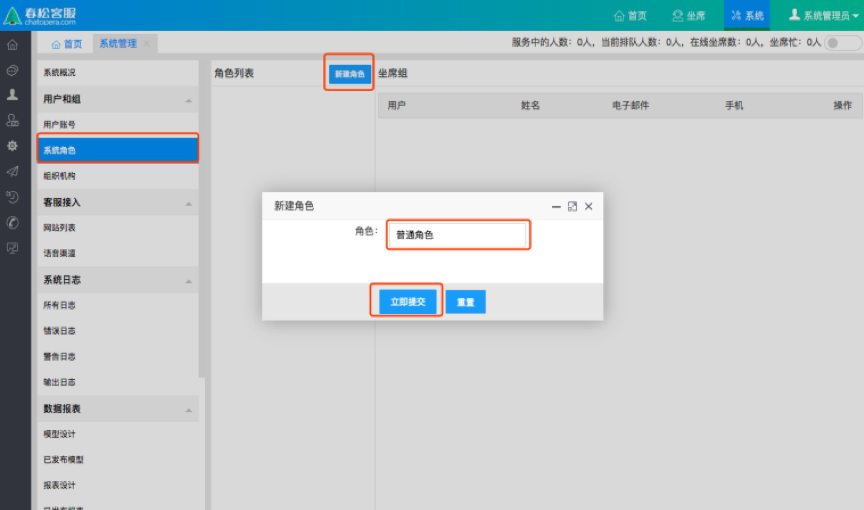 春松客服
chatopera.com
首页 坐席 系统 系统管理员
首页 系统管理
服务中的人数：0人，当前排队人数：0人，在线坐席数：0人，坐席忙：0人
系统概况
用户和组
用户账号
系统角色
组织机构
客服接入
网站列表
语音渠道
系统日志
所有日志
错误日志
警告日志
输出日志
数据报表
模型设计
已发布模型
报表设计
已发布报表
角色列表 新建角色
坐席组
用户 姓名 电子邮件 手机 操作
新建角色
角色： 普通角色
立即提交 重置